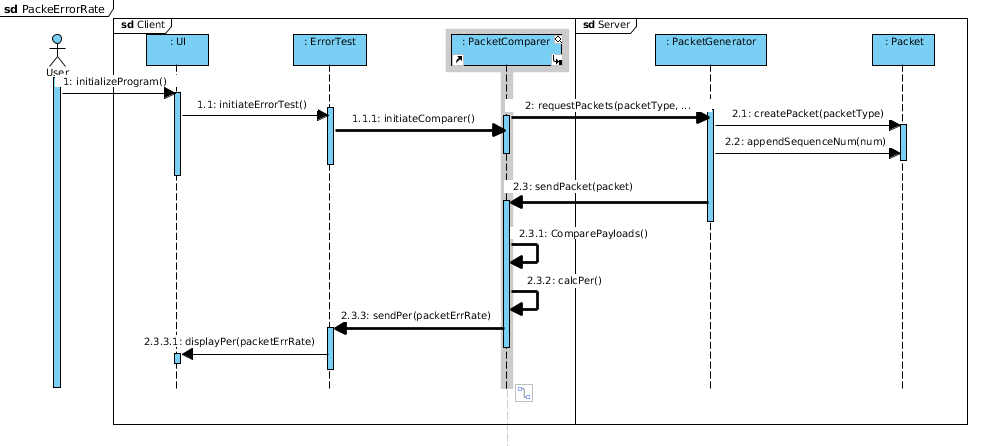 sd PackeErrorRate
sd Client
sd Server
: UI
: ErrorTest
: PacketComparer
: PacketGenerator
: Packet
User
1: initializeProgram()
1.1: initiateErrorTest()
2: requestPackets(packetType, ...
2.1: createPacket(packetType)
1.1.1: initiateComparer()
2.2: appendSequenceNum(num)
2.3: sendPacket(packet)
2.3.1: ComparePayloads()
2.3.2: calcPer()
2.3.3: sendPer(packetErrRate)
2.3.3.1: displayPer(packetErrRate)